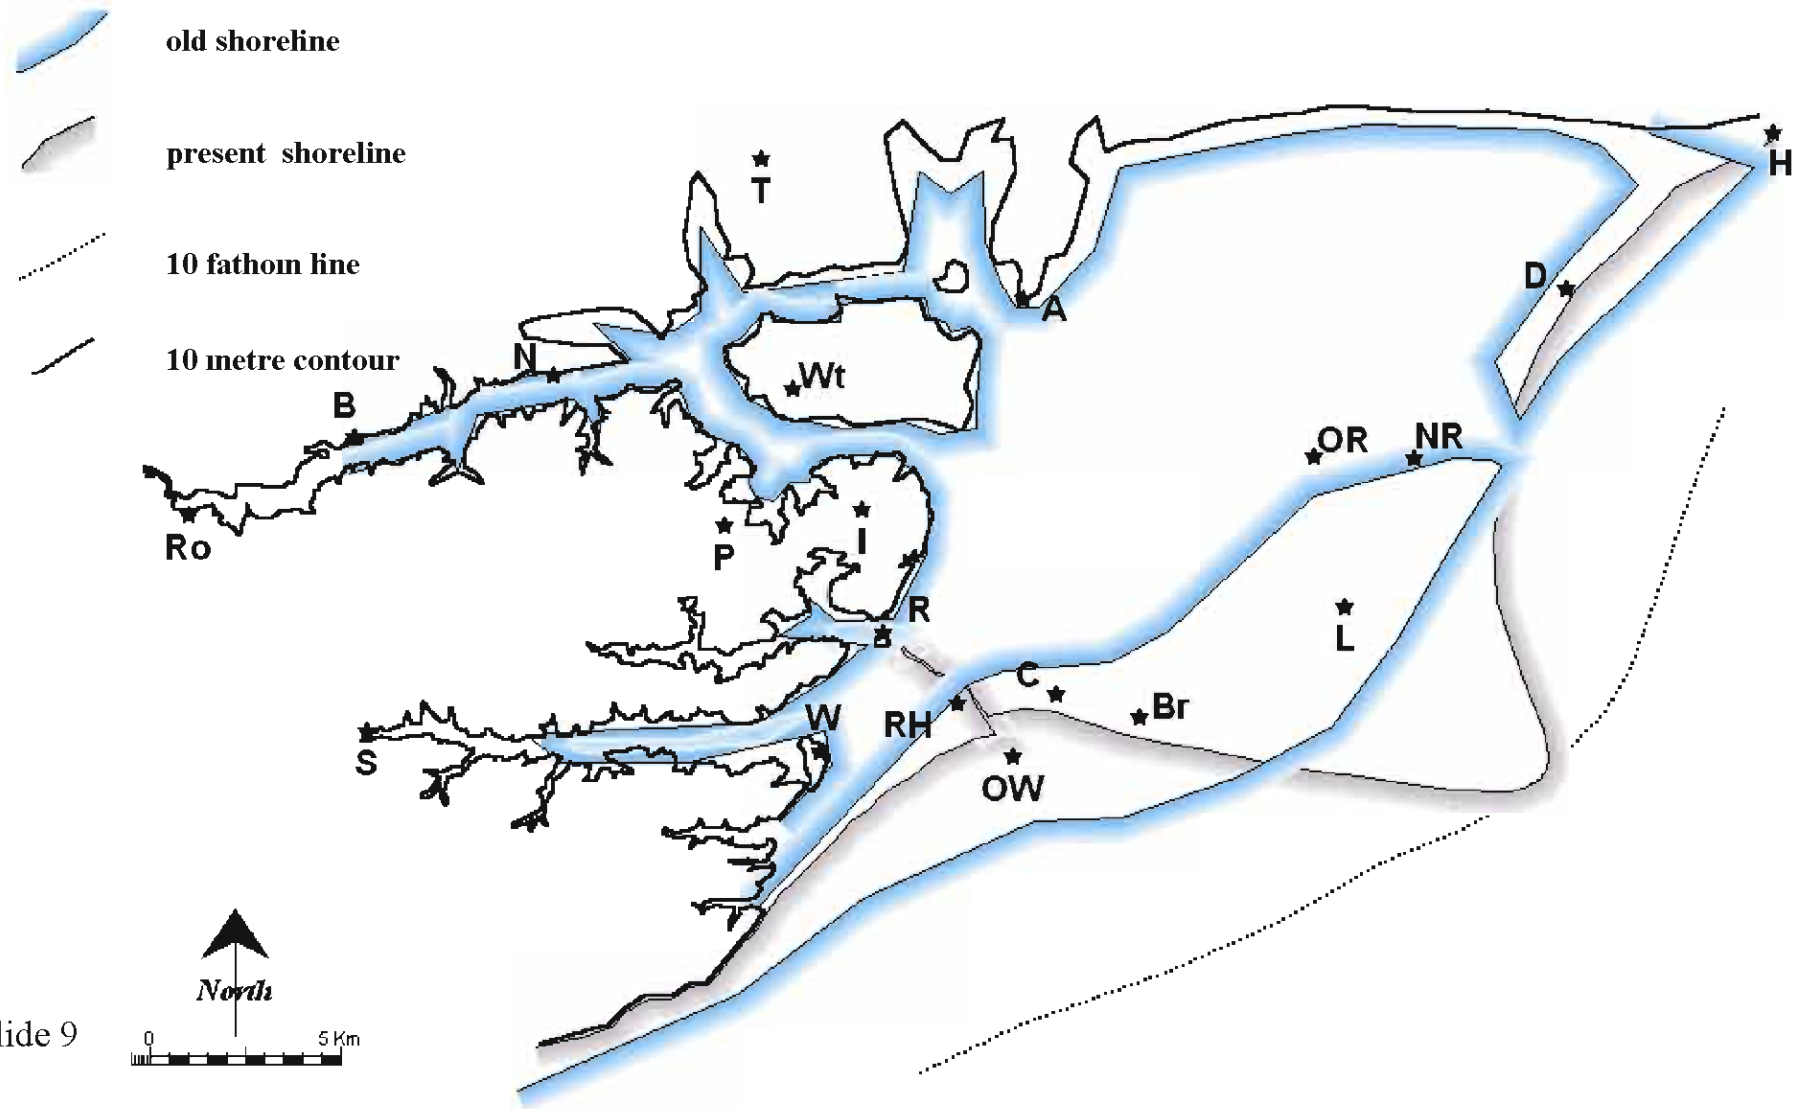 old shoreline
present shoreline
10 fathom line
10 metre contour
T
H
A
D
N
Wt
B
OR
NR
Ro
P
I
R
L
C
Br
RH
W
S
OW
North
lide 9
0
5 Km